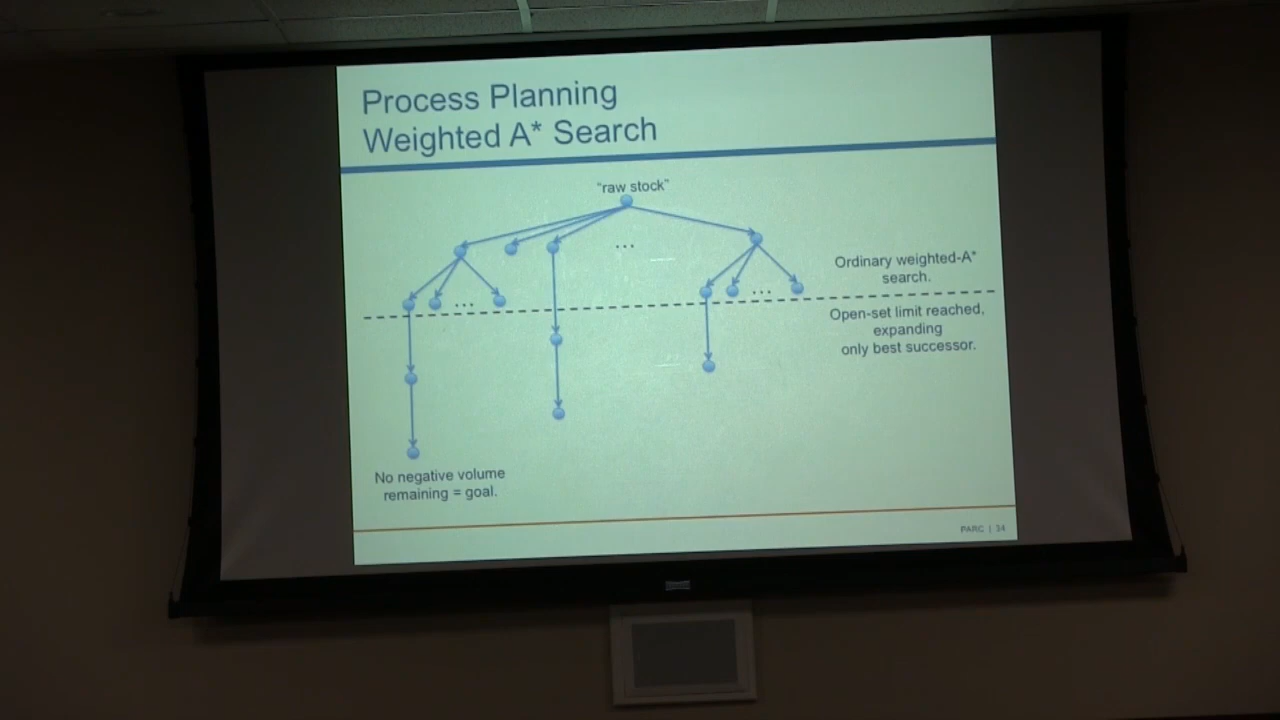 Process Planning
Weighted A* Search
"raw stock"
...
Ordinary weighted-A*
search.
...
...
Open-set limit reached,
expanding
only best successor.
No negative volume
remaining = goal.
PARC | 34